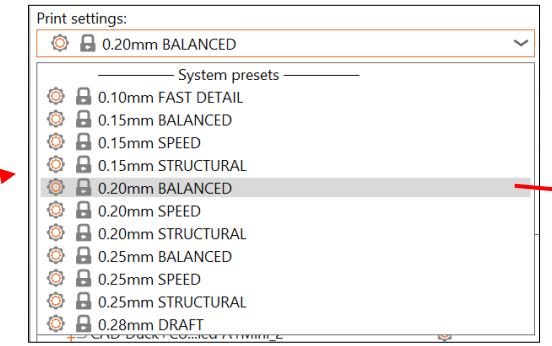 Print settings:
0.20mm BALANCED
System presets
0.10mm FAST DETAIL
0.15mm BALANCED
0.15mm SPEED
0.15mm STRUCTURAL
0.20mm BALANCED
0.20mm SPEED
0.20mm STRUCTURAL
0.25mm BALANCED
0.25mm SPEED
0.25mm STRUCTURAL
0.28mm DRAFT